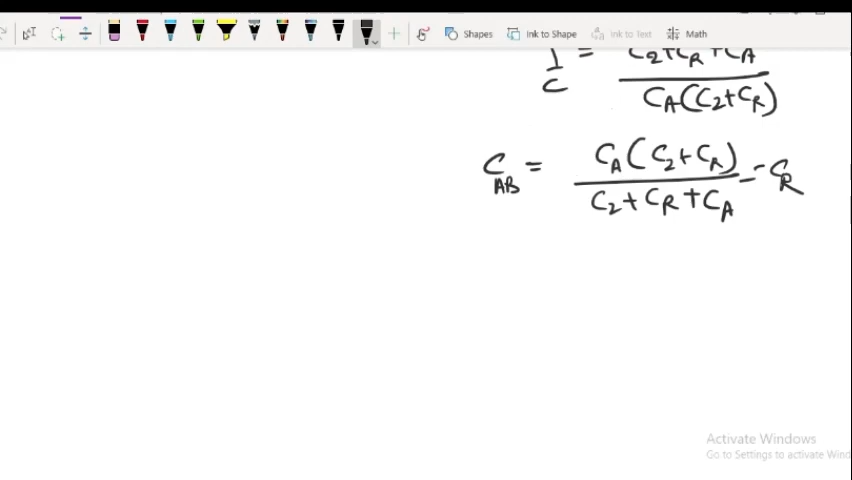 Shapes Ink to Shape Ink to Text Math
1/C = (C2+CR+CA)/(CA(C2+CR))
CAB = (CA(C2+CR))/(C2+CR+CA) = CR
Activate Windows
Go to Settings to activate Wind